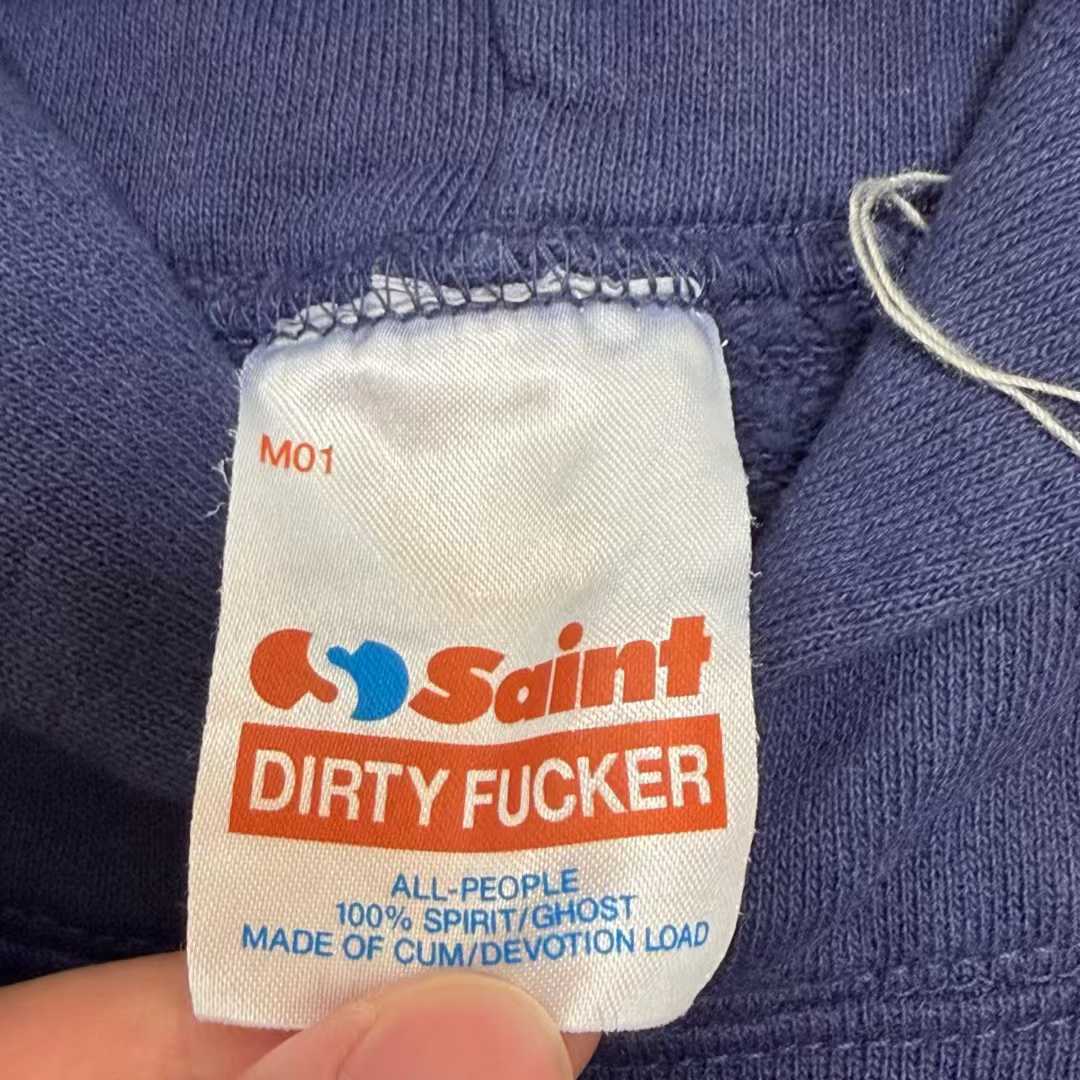 M01
Saint
DIRTY FUCKER
ALL-PEOPLE
100% SPIRIT/GHOST
MADE OF CUM/DEVOTION LOAD